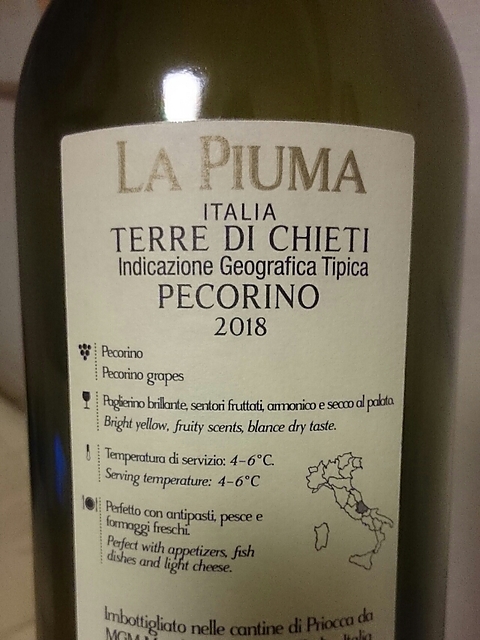 LA PIUMA
ITALIA
TERRE DI CHIETI
Indicazione Geografica Tipica
PECORINO
2018
Pecorino
Pecorino grapes
Paglierino brillante, sentori fruttati, armonico e secco al palato.
Bright yellow, fruity scents, blance dry taste.
Temperatura di servizio: 4-6°C.
Serving temperature: 4-6°C
Perfetto con antipasti, pesce e
formaggi freschi.
Perfect with appetizers, fish
dishes and light cheese.
Imbottigliato nelle cantine di Priocca da
MGM